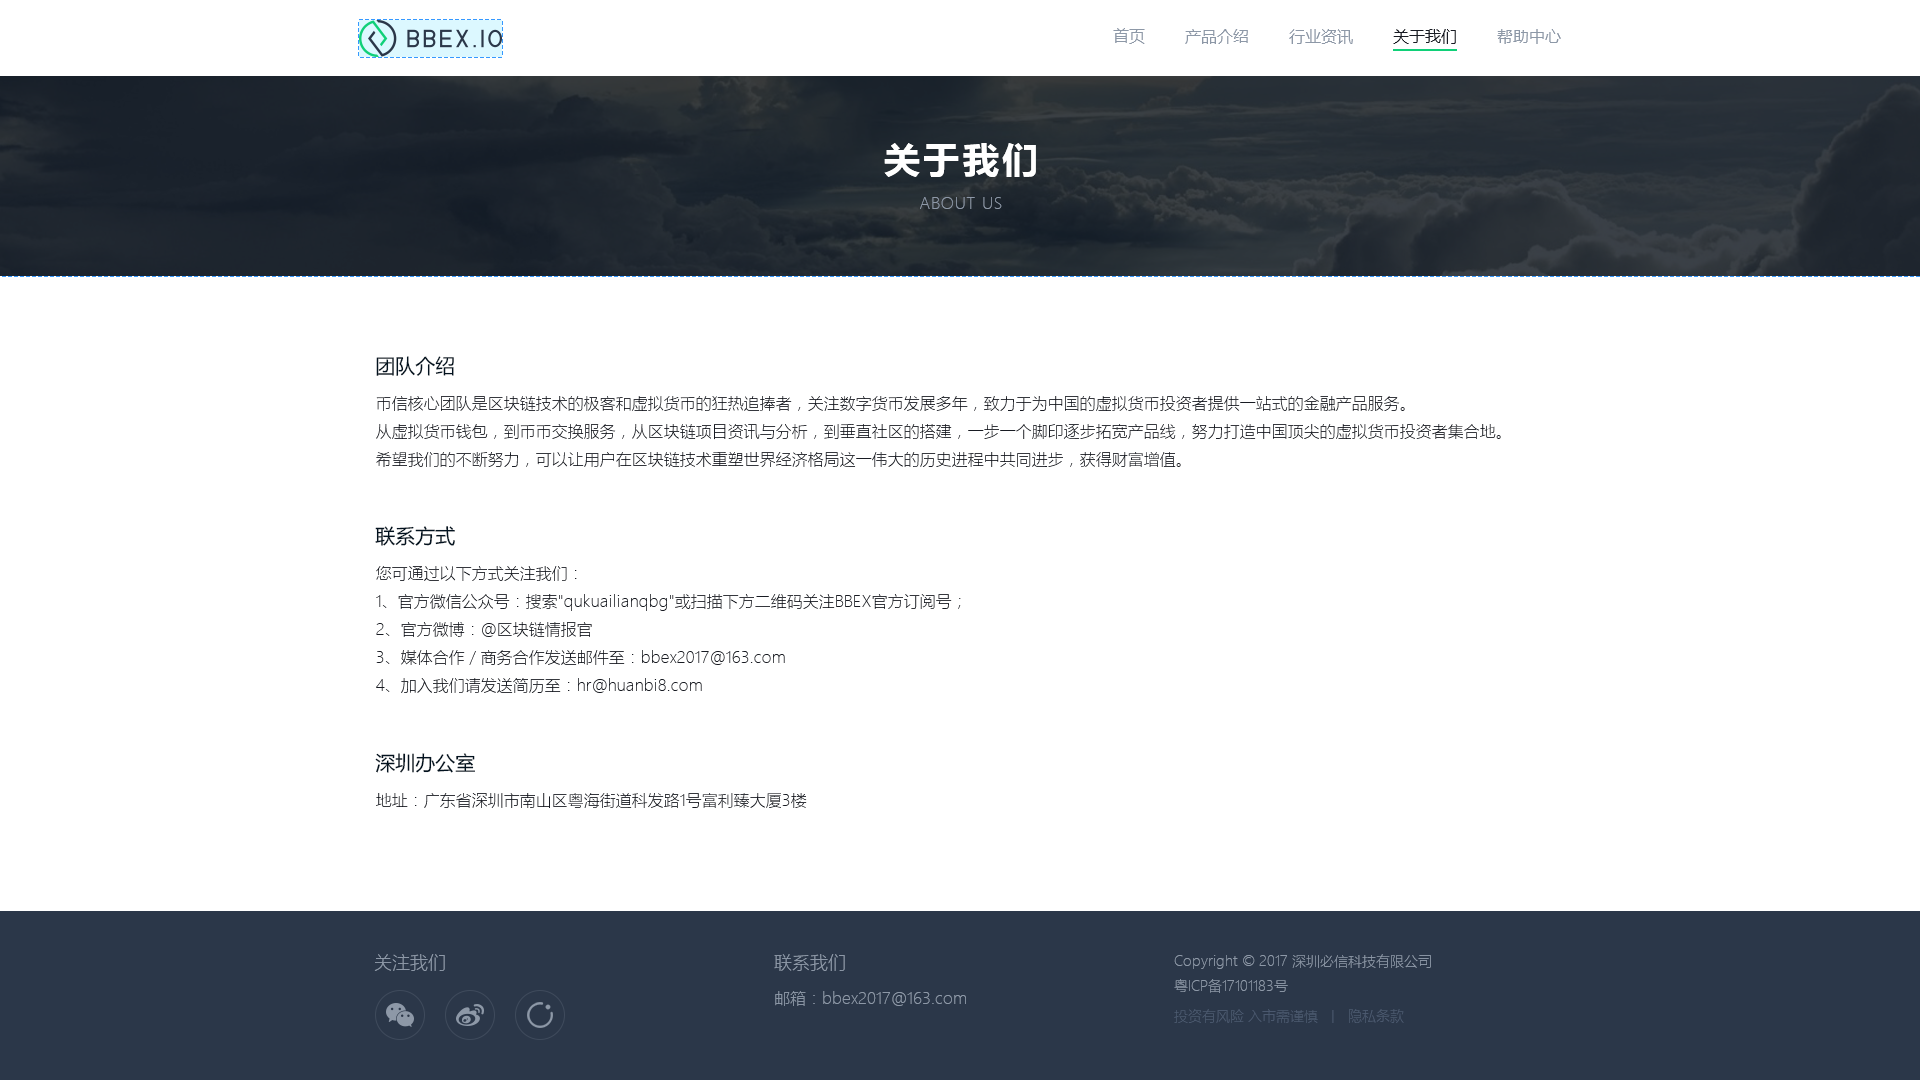 BBEX.IO
首页 产品介绍 行业资讯 关于我们 帮助中心
关于我们
ABOUT US
团队介绍
币信核心团队是区块链技术的极客和虚拟货币的狂热追捧者，关注数字货币发展多年，致力于为中国的虚拟货币投资者提供一站式的金融产品服务。
从虚拟货币钱包，到币币交换服务，从区块链项目资讯与分析，到垂直社区的搭建，一步一个脚印逐步拓宽产品线，努力打造中国顶尖的虚拟货币投资者集合地。
希望我们的不断努力，可以让用户在区块链技术重塑世界经济格局这一伟大的历史进程中共同进步，获得财富增值。
联系方式
您可通过以下方式关注我们：
1、官方微信公众号：搜索"qukuailianqbg"或扫描下方二维码关注BBEX官方订阅号；
2、官方微博：@区块链情报官
3、媒体合作 / 商务合作发送邮件至：bbex2017@163.com
4、加入我们请发送简历至：hr@huanbi8.com
深圳办公室
地址：广东省深圳市南山区粤海街道科发路1号富利臻大厦3楼
关注我们
联系我们
邮箱：bbex2017@163.com
Copyright © 2017 深圳必信科技有限公司
粤ICP备17101183号
投资有风险 入市需谨慎 | 隐私条款